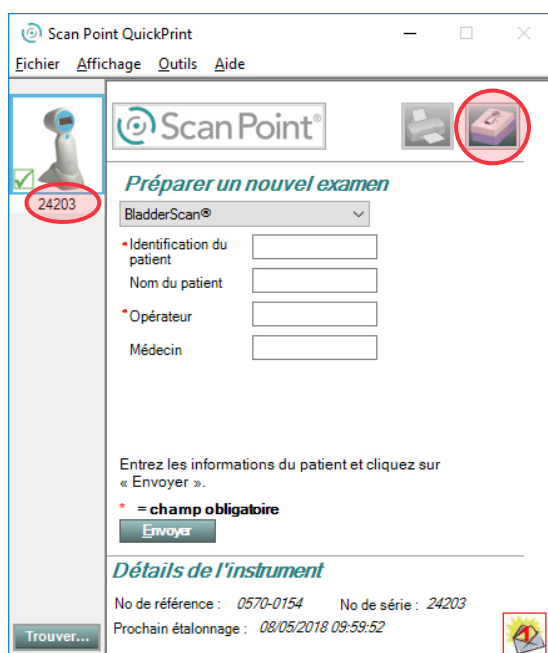 Scan Point QuickPrint
Fichier Affichage Outils Aide
Scan Point®
24203
Préparer un nouvel examen
BladderScan®
*Identification du
patient
Nom du patient
*Opérateur
Médecin
Entrez les informations du patient et cliquez sur
« Envoyer ».
* = champ obligatoire
Envoyer
Détails de l'instrument
No de référence : 0570-0154 No de série : 24203
Prochain étalonnage : 08/05/2018 09:59:52
Trouver...